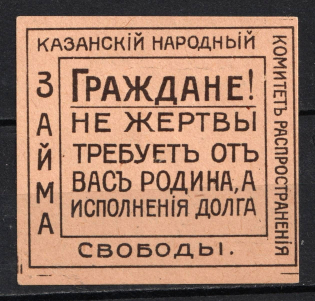 КАЗАНСКІЙ НАРОДНЫЙ
КОМИТЕТЪ РАСПРОСТРАНЕНІЯ
ЗАЙМА
СВОБОДЫ.
ГРАЖДАНЕ!
НЕ ЖЕРТВЫ
ТРЕБУЕТЪ ОТЪ
ВАСЪ РОДИНА, А
ИСПОЛНЕНІЯ ДОЛГА